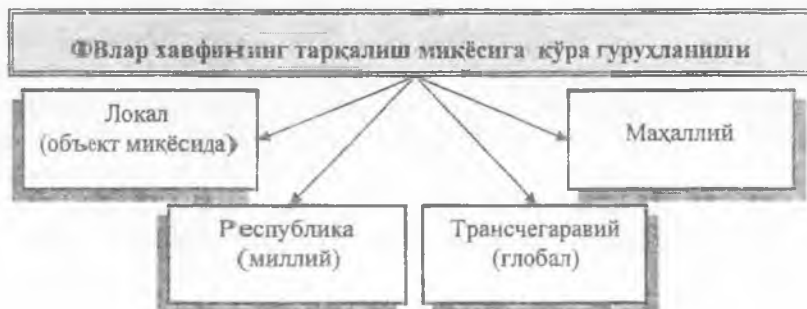 ФВлар хавфининг тарқалиш миқёсига кўра гурухланиши
Локал
(объект миқёсида)
Маҳаллий
Республика
(миллий)
Трансчегаравий
(глобал)